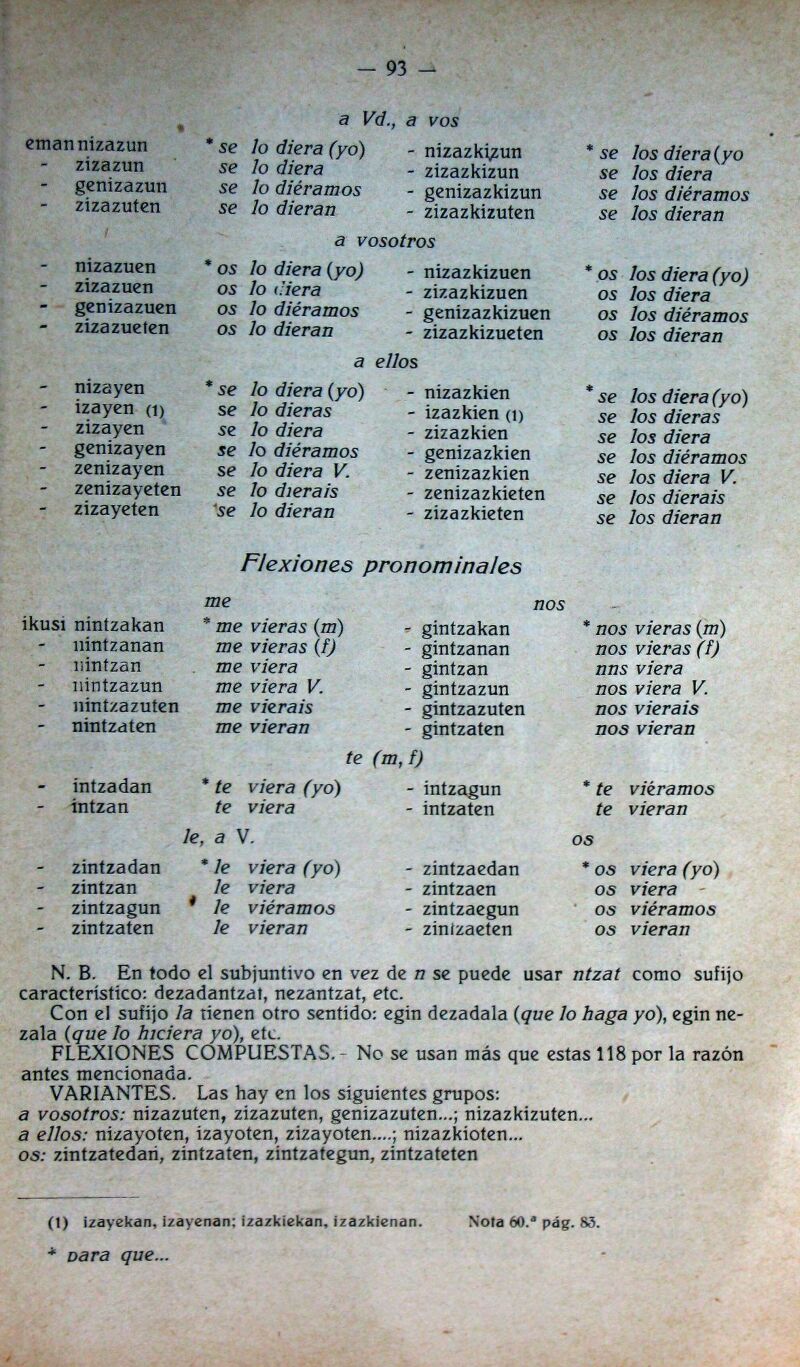 — 93 —
a Vd., a vos
eman nizazun * se lo diera (yo) - nizazkizun * se los diera (yo
- zizazun se lo diera - zizazkizun se los diera
- genizazun se lo diéramos - genizazkizun se los diéramos
- zizazuten se lo dieran - zizazkizuten se los dieran
a vosotros
- nizazuen * os lo diera (yo) - nizazkizuen * os los diera (yo)
- zizazuen os lo diera - zizazkizuen os los diera
- genizazuen os lo diéramos - genizazkizuen os los diéramos
- zizazueten os lo dieran - zizazkizueten os los dieran
a ellos
- nizayen * se lo diera (yo) - nizazkien * se los diera (yo)
- izayen (1) se lo dieras - izazkien (1) se los dieras
- zizayen se lo diera - zizazkien se los diera
- genizayen se lo diéramos - genizazkien se los diéramos
- zenizayen se lo diera V. - zenizazkien se los diera V.
- zenizayeten se lo dierais - zenizazkieten se los dierais
- zizayeten se lo dieran - zizazkieten se los dieran
Flexiones pronominales
me nos
ikusi nintzakan * me vieras (m) - gintzakan * nos vieras (m)
- nintzanan me vieras (f) - gintzanan nos vieras (f)
- nintzan me viera - gintzan nns viera
- nintzazun me viera V. - gintzazun nos viera V.
- nintzazuten me vierais - gintzazuten nos vierais
- nintzaten me vieran - gintzaten nos vieran
te (m, f)
- intzadan * te viera (yo) - intzagun * te viéramos
- intzan te viera - intzaten te vieran
le, a V. os
- zintzadan * le viera (yo) - zintzaedan * os viera (yo)
- zintzan le viera - zintzaen os viera
- zintzagun le viéramos - zintzaegun os viéramos
- zintzaten le vieran - zintzaeten os vieran
N. B. En todo el subjuntivo en vez de n se puede usar ntzat como sufijo
característico: dezadantzat, nezantzat, etc.
Con el sufijo la tienen otro sentido: egin dezadala (que lo haga yo), egin ne-
zala (que lo hiciera yo), etc.
FLEXIONES COMPUESTAS. - No se usan más que estas 118 por la razón
antes mencionada.
VARIANTES. Las hay en los siguientes grupos:
a vosotros: nizazuten, zizazuten, genizazuten...; nizazkizuten...
a ellos: nizayoten, izayoten, zizayoten....; nizazkioten...
os: zintzatedan, zintzaten, zintzategun, zintzateten
(1) izayekan, izayenan; izazkiekan, izazkienan. Nota 60.ª pág. 83.
* para que...